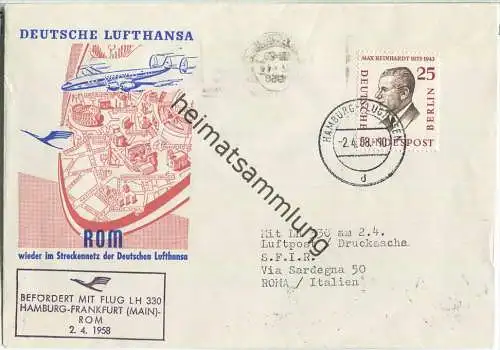 DEUTSCHE LUFTHANSA
ROM
wieder im Streckennetz der Deutschen Lufthansa
BEFÖRDERT MIT FLUG LH 330
HAMBURG-FRANKFURT (MAIN)-
ROM
2. 4. 1958
MAX REINHARDT 1873-1943
25
DEUTSCHE BUNDESPOST
BERLIN
HAMBURG-FLUGHAFEN
-2.4.58.-10
d
Mit LH 330 am 2.4.
Luftpost / Drucksache
S.F.I.R.
Via Sardegna 50
ROMA / Italien
heimatsammlung